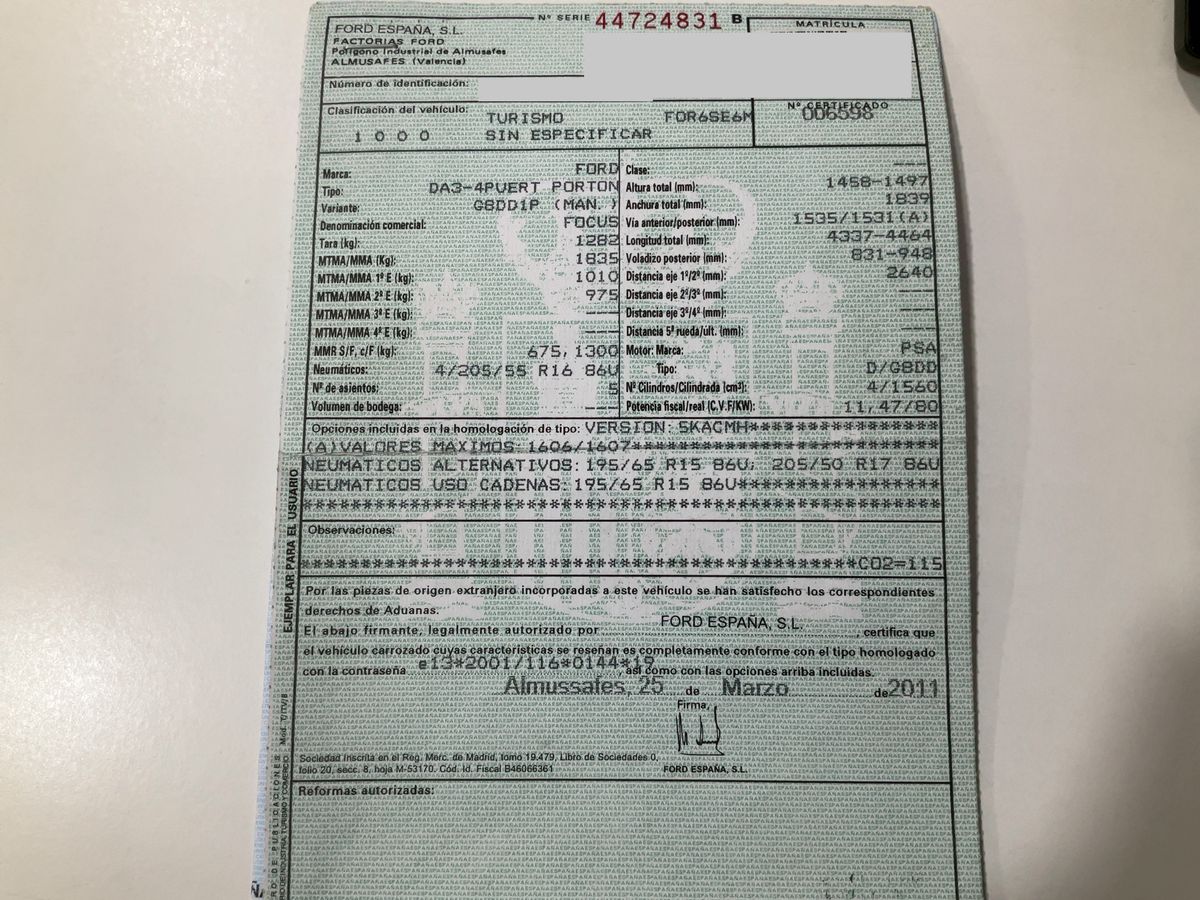 Nº SERIE 44724831 B
MATRÍCULA
FORD ESPAÑA, S.L.
FACTORIAS FORD
Polígono Industrial de Almusafes
ALMUSAFES (Valencia)
Número de identificación:
Nº CERTIFICADO
006598
Clasificación del vehículo:
TURISMO FOR6SE6M
1000 SIN ESPECIFICAR
Marca: FORD
Tipo: DA3-4PUERT PORTON
Variante: G8DD1P (MAN.)
Denominación comercial: FOCUS
Tara (kg): 1282
MTMA/MMA (Kg): 1835
MTMA/MMA 1º E (kg): 1010
MTMA/MMA 2º E (kg): 975
MTMA/MMA 3º E (kg): ---
MTMA/MMA 4º E (kg): ---
MMR S/F, c/F (kg): 675,1300
Neumáticos: 4/205/55 R16 86U
Nº de asientos: 5
Volumen de bodega: ---
Clase: ---
Altura total (mm): 1458-1497
Anchura total (mm): 1839
Vía anterior/posterior (mm): 1535/1531(A)
Longitud total (mm): 4337-4464
Voladizo posterior (mm): 831-948
Distancia eje 1º/2º (mm): 2640
Distancia eje 2º/3º (mm): ---
Distancia eje 3º/4º (mm): ---
Distancia 5ª rueda/últ. (mm): ---
Motor: Marca: PSA
Tipo: D/G8DD
Nº Cilindros/Cilindrada (cm³): 4/1560
Potencia fiscal/real (C.V.F/KW): 11,47/80
Opciones incluidas en la homologación de tipo: VERSION: 5KACMH******************
(A)VALORES MAXIMOS 1606/1607*****************************
NEUMATICOS ALTERNATIVOS: 195/65 R15 86U; 205/50 R17 86U
NEUMATICOS USO CADENAS: 195/65 R15 86U*******************
*********************************************************
Observaciones:
**************************************************CO2=115
Por las piezas de origen extranjero incorporadas a este vehículo se han satisfecho los correspondientes
derechos de Aduanas.
El abajo firmante, legalmente autorizado por FORD ESPAÑA, S.L. , certifica que
el vehículo carrozado cuyas características se reseñan es completamente conforme con el tipo homologado
con la contraseña e13*2001/116*0144*19 así como con las opciones arriba incluidas.
Almussafes, 25 de Marzo de 2011
Firma,
Sociedad Inscrita en el Reg. Merc. de Madrid, tomo 19.479, Libro de Sociedades 0,
folio 20, secc. 8, hoja M-53170. Cód. Id. Fiscal B46066361
FORD ESPAÑA, S.L.
Reformas autorizadas:
EJEMPLAR PARA EL USUARIO